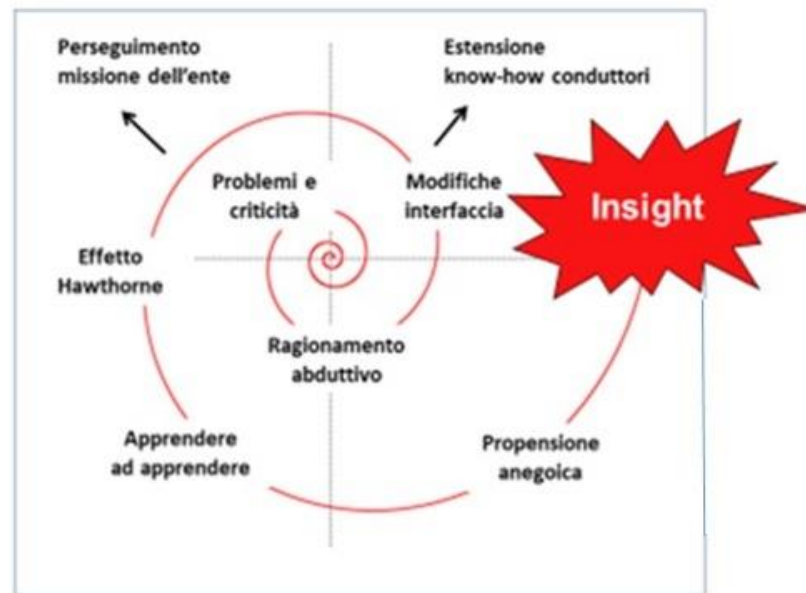 Perseguimento
missione dell'ente
Estensione
know-how conduttori
Problemi e
criticità
Modifiche
interfaccia
Insight
Effetto
Hawthorne
Ragionamento
abduttivo
Apprendere
ad apprendere
Propensione
anegoica